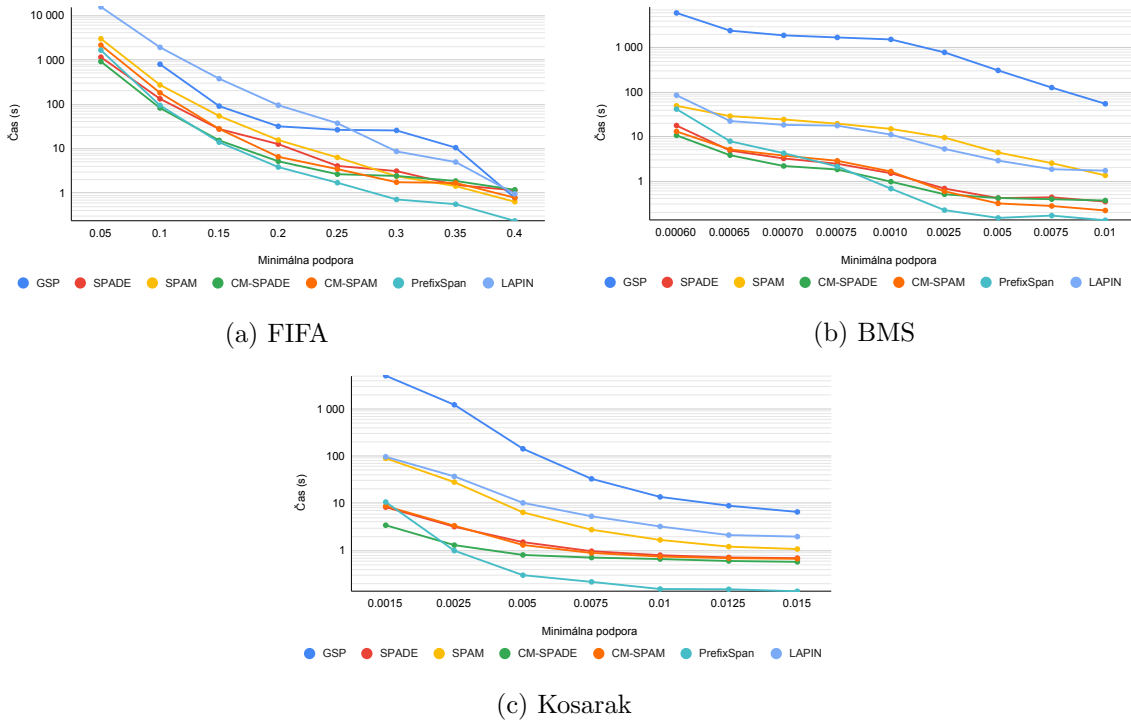 10 000
1 000
100
10
1
Čas (s)
0.05 0.1 0.15 0.2 0.25 0.3 0.35 0.4
Minimálna podpora
GSP SPADE SPAM CM-SPADE CM-SPAM PrefixSpan LAPIN
(a) FIFA
1 000
100
10
1
Čas (s)
0.00060 0.00065 0.00070 0.00075 0.0010 0.0025 0.005 0.0075 0.01
Minimálna podpora
GSP SPADE SPAM CM-SPADE CM-SPAM PrefixSpan LAPIN
(b) BMS
1 000
100
10
1
Čas (s)
0.0015 0.0025 0.005 0.0075 0.01 0.0125 0.015
Minimálna podpora
GSP SPADE SPAM CM-SPADE CM-SPAM PrefixSpan LAPIN
(c) Kosarak